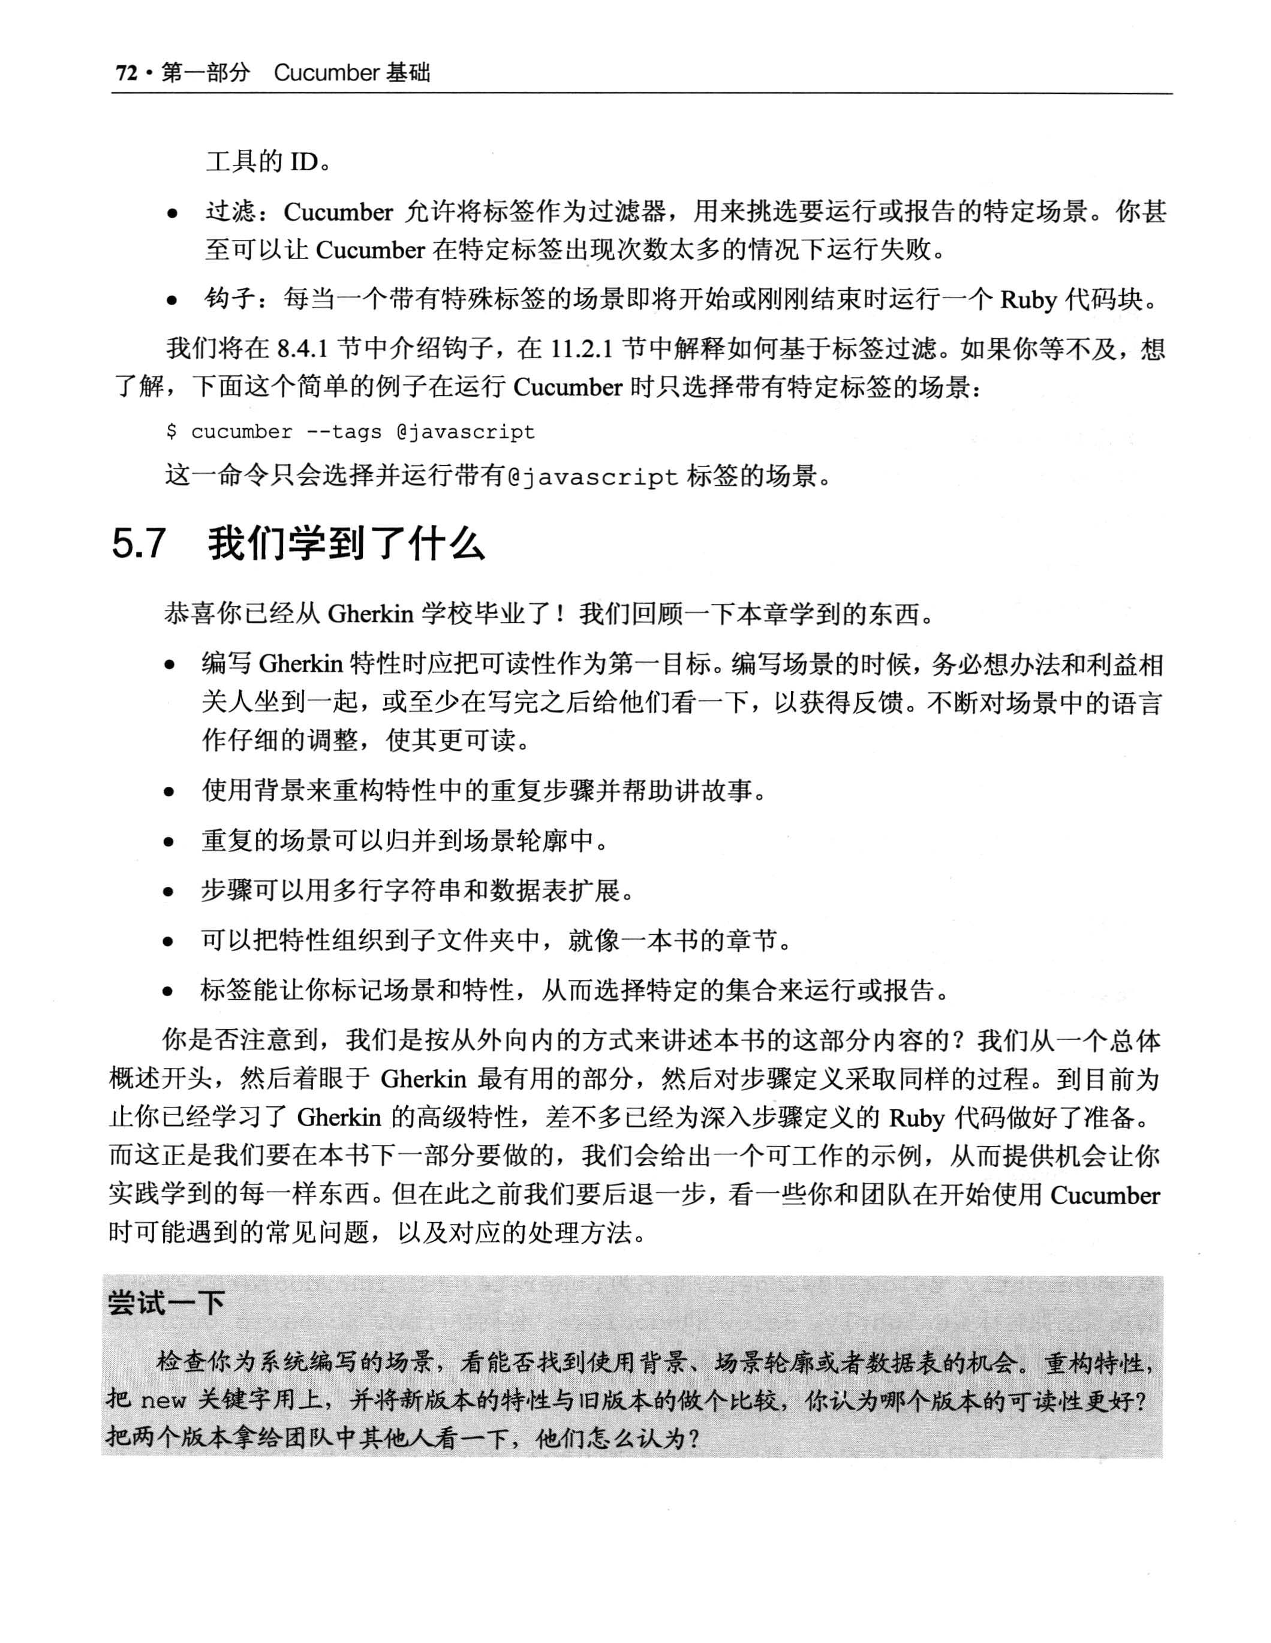 72·第一部分 Cucumber 基础
工具的 ID。
● 过滤：Cucumber 允许将标签作为过滤器，用来挑选要运行或报告的特定场景。你甚
至可以让 Cucumber 在特定标签出现次数太多的情况下运行失败。
● 钩子：每当一个带有特殊标签的场景即将开始或刚刚结束时运行一个 Ruby 代码块。
我们将在 8.4.1 节中介绍钩子，在 11.2.1 节中解释如何基于标签过滤。如果你等不及，想
了解，下面这个简单的例子在运行 Cucumber 时只选择带有特定标签的场景：
$ cucumber --tags @javascript
这一命令只会选择并运行带有@javascript 标签的场景。
5.7 我们学到了什么
恭喜你已经从 Gherkin 学校毕业了！我们回顾一下本章学到的东西。
● 编写 Gherkin 特性时应把可读性作为第一目标。编写场景的时候，务必想办法和利益相
关人坐到一起，或至少在写完之后给他们看一下，以获得反馈。不断对场景中的语言
作仔细的调整，使其更可读。
● 使用背景来重构特性中的重复步骤并帮助讲故事。
● 重复的场景可以归并到场景轮廓中。
● 步骤可以用多行字符串和数据表扩展。
● 可以把特性组织到子文件夹中，就像一本书的章节。
● 标签能让你标记场景和特性，从而选择特定的集合来运行或报告。
你是否注意到，我们是按从外向内的方式来讲述本书的这部分内容的？我们从一个总体
概述开头，然后着眼于 Gherkin 最有用的部分，然后对步骤定义采取同样的过程。到目前为
止你已经学习了 Gherkin 的高级特性，差不多已经为深入步骤定义的 Ruby 代码做好了准备。
而这正是我们要在本书下一部分要做的，我们会给出一个可工作的示例，从而提供机会让你
实践学到的每一样东西。但在此之前我们要后退一步，看一些你和团队在开始使用 Cucumber
时可能遇到的常见问题，以及对应的处理方法。
尝试一下
检查你为系统编写的场景，看能否找到使用背景、场景轮廓或者数据表的机会。重构特性，
把 new 关键字用上，并将新版本的特性与旧版本的做个比较，你认为哪个版本的可读性更好？
把两个版本拿给团队中其他人看一下，他们怎么认为？